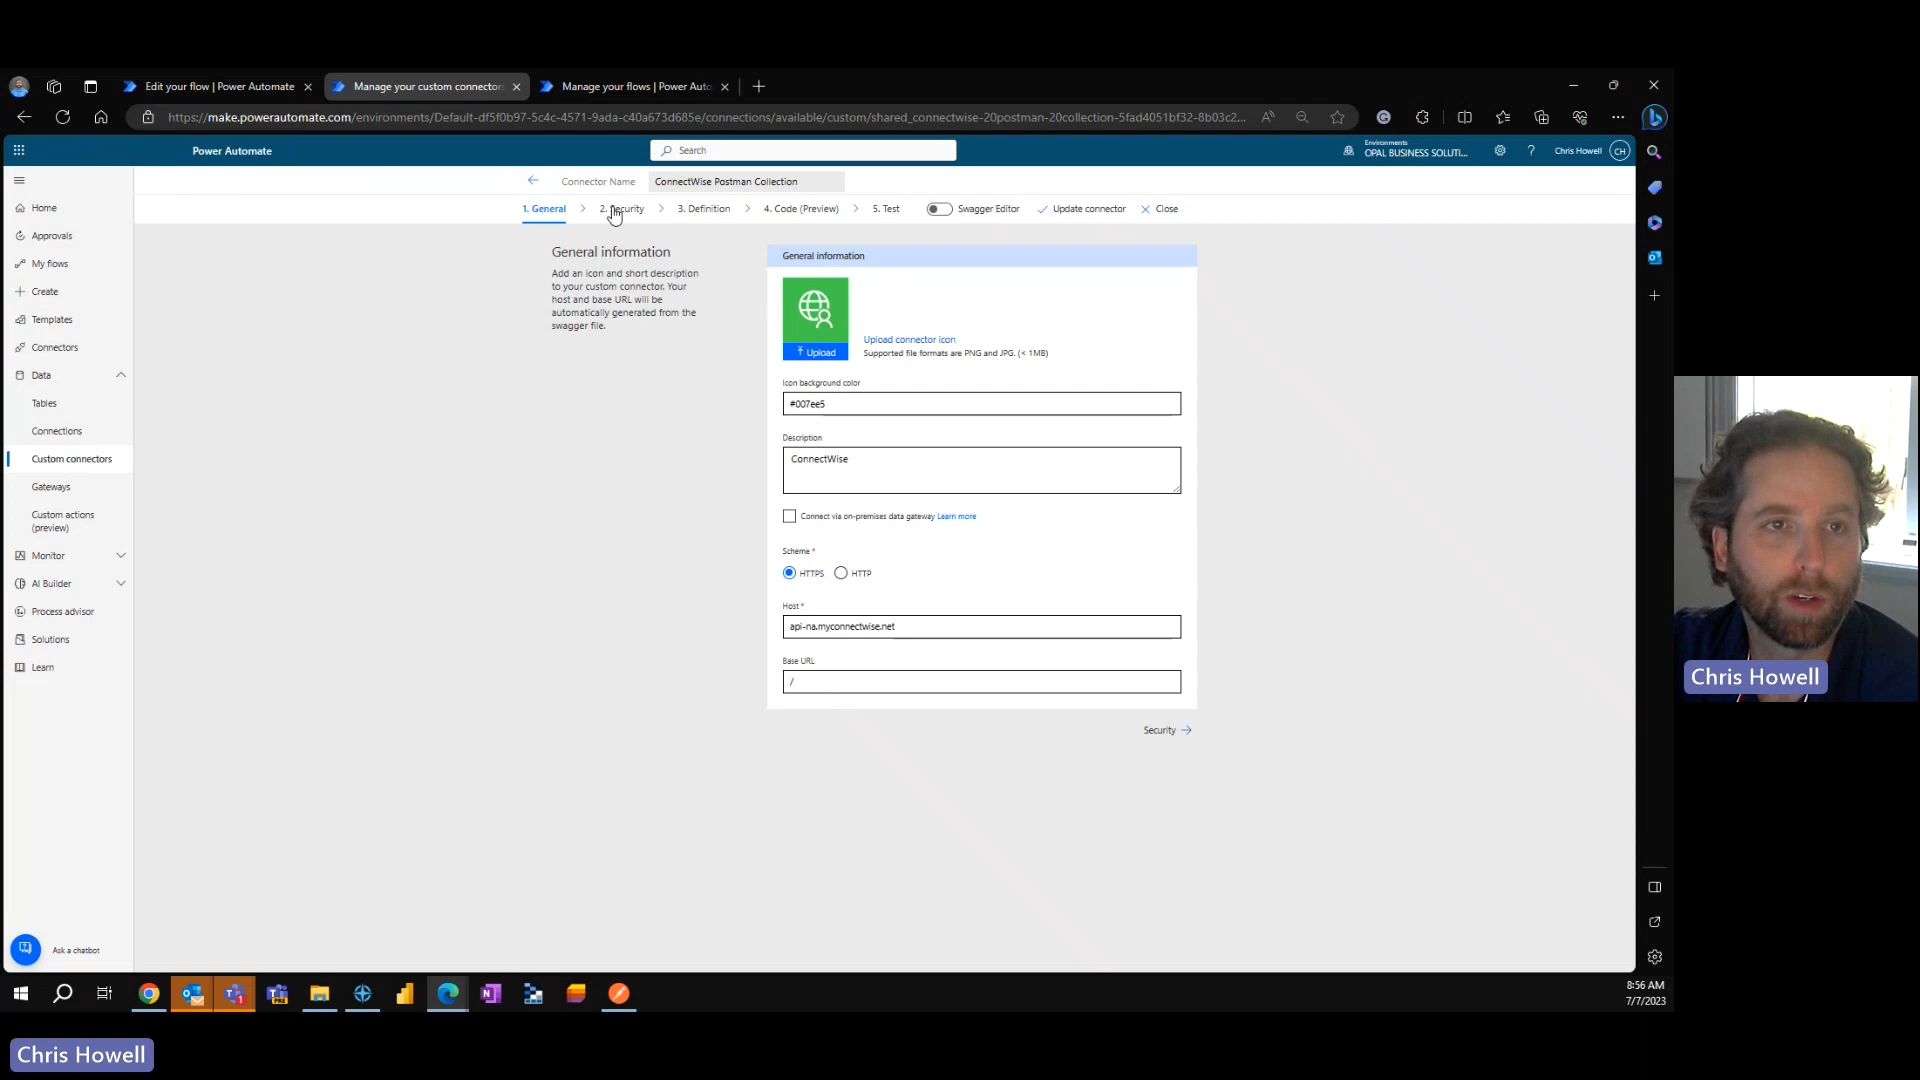 Edit your flow | Power Automate
Manage your custom connector
Manage your flows | Power Auto
https://make.powerautomate.com/environments/Default-df5f0b97-5c4c-4571-9ada-c40a673d685e/connections/available/custom/shared_connectwise-20postman-20collection-5fad4051bf32-8b03c2...
Power Automate
Search
Environments
OPAL BUSINESS SOLUTI...
?
Chris Howell
CH
Connector Name
ConnectWise Postman Collection
1. General
2. Security
3. Definition
4. Code (Preview)
5. Test
Swagger Editor
Update connector
Close
Home
Approvals
My flows
Create
Templates
Connectors
Data
Tables
Connections
Custom connectors
Gateways
Custom actions
(preview)
Monitor
AI Builder
Process advisor
Solutions
Learn
Ask a chatbot
General information
Add an icon and short description
to your custom connector. Your
host and base URL will be
automatically generated from the
swagger file.
General information
Upload
Upload connector icon
Supported file formats are PNG and JPG. (< 1MB)
Icon background color
#007ee5
Description
ConnectWise
Connect via on-premises data gateway Learn more
Scheme *
HTTPS
HTTP
Host *
api-na.myconnectwise.net
Base URL
/
Security
Chris Howell
8:56 AM
7/7/2023
Chris Howell